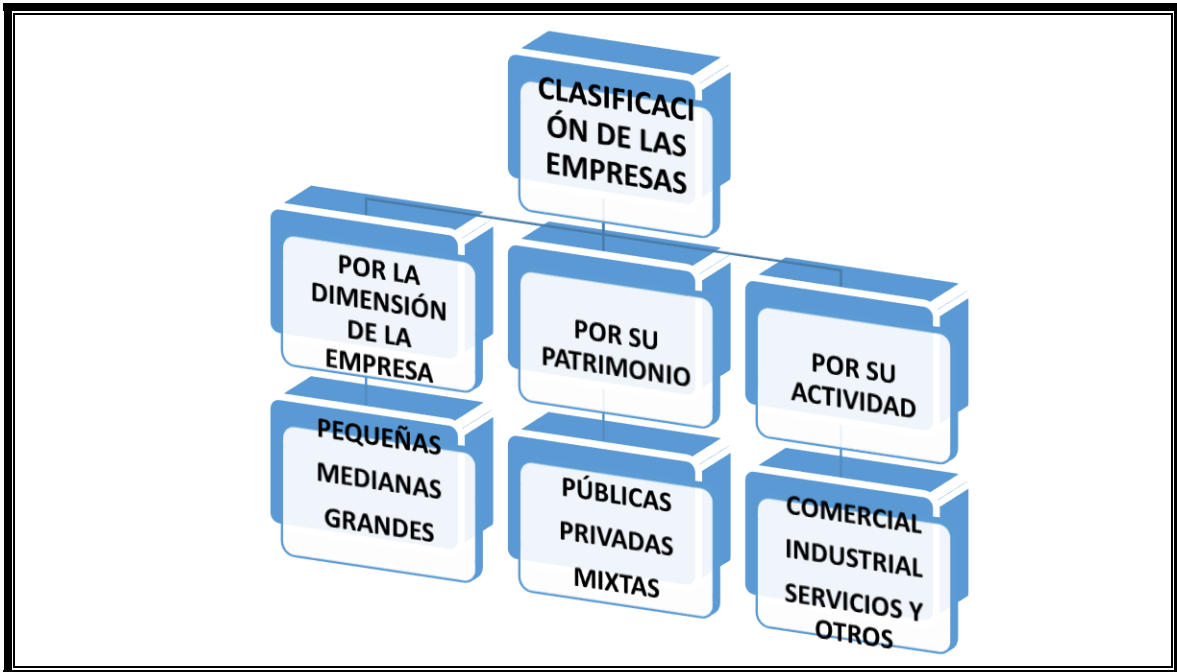 CLASIFICACI
ÓN DE LAS
EMPRESAS
POR LA
DIMENSIÓN
DE LA
EMPRESA
POR SU
PATRIMONIO
POR SU
ACTIVIDAD
PEQUEÑAS
MEDIANAS
GRANDES
PÚBLICAS
PRIVADAS
MIXTAS
COMERCIAL
INDUSTRIAL
SERVICIOS Y
OTROS